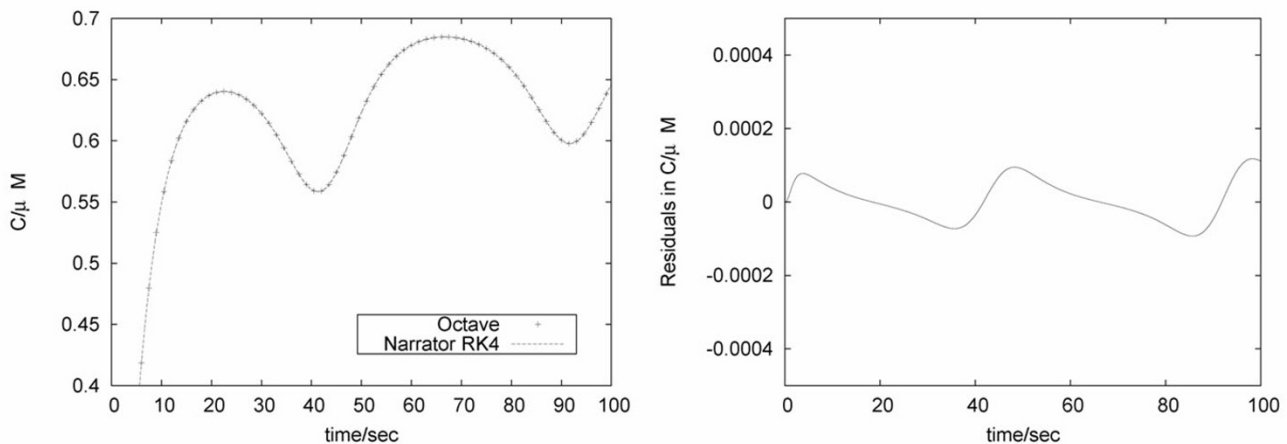 0.7
0.65
0.6
0.55
0.5
0.45
0.4
C/μ M
0 10 20 30 40 50 60 70 80 90 100
time/sec
Octave
Narrator RK4
0.0004
0.0002
0
-0.0002
-0.0004
Residuals in C/μ M
0 20 40 60 80 100
time/sec